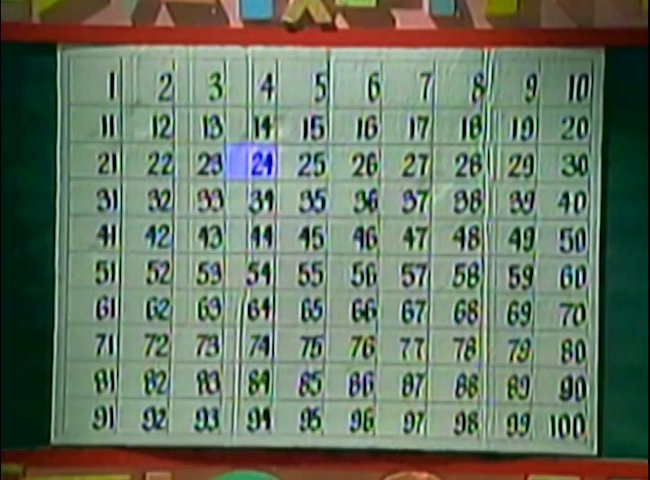 1 2 3 4 5 6 7 8 9 10
11 12 13 14 15 16 17 18 19 20
21 22 23 24 25 26 27 28 29 30
31 32 33 34 35 36 37 38 39 40
41 42 43 44 45 46 47 48 49 50
51 52 53 54 55 56 57 58 59 60
61 62 63 64 65 66 67 68 69 70
71 72 73 74 75 76 77 78 79 80
81 82 83 84 85 86 87 88 89 90
91 92 93 94 95 96 97 98 99 100